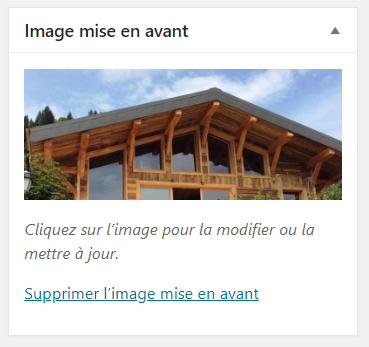 Image mise en avant
Cliquez sur l’image pour la modifier ou la
mettre à jour.
Supprimer l’image mise en avant